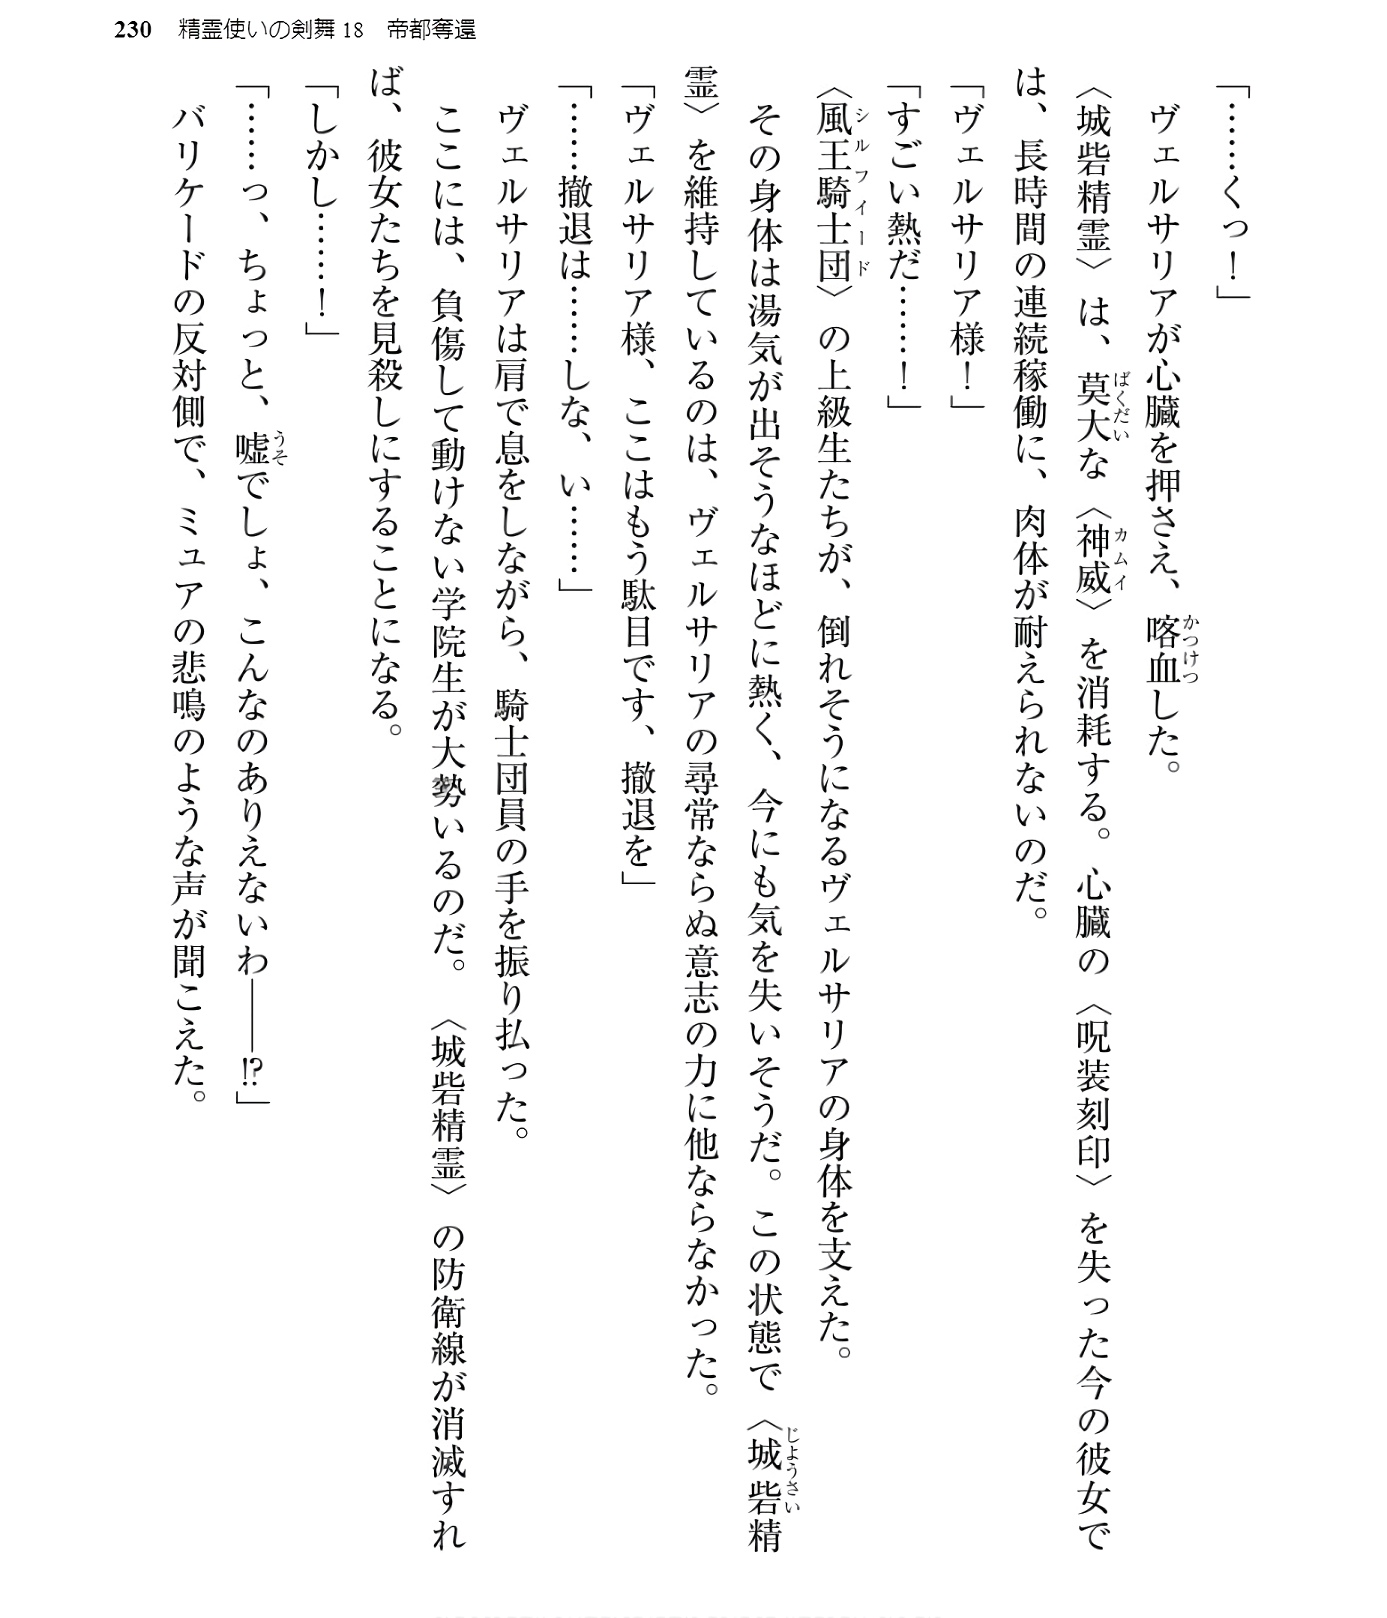 230　精霊使いの剣舞18　帝都奪還
「……くっ！」
　ヴェルサリアが心臓を押さえ、喀血した。
〈城砦精霊〉は、莫大な〈神威〉を消耗する。心臓の〈呪装刻印〉を失った今の彼女で
は、長時間の連続稼働に、肉体が耐えられないのだ。
「ヴェルサリア様！」
「すごい熱だ……！」
〈風王騎士団〉の上級生たちが、倒れそうになるヴェルサリアの身体を支えた。
　その身体は湯気が出そうなほどに熱く、今にも気を失いそうだ。この状態で〈城砦精
霊〉を維持しているのは、ヴェルサリアの尋常ならぬ意志の力に他ならなかった。
「ヴェルサリア様、ここはもう駄目です、撤退を」
「……撤退は……しな、い……」
　ヴェルサリアは肩で息をしながら、騎士団員の手を振り払った。
　ここには、負傷して動けない学院生が大勢いるのだ。〈城砦精霊〉の防衛線が消滅すれ
ば、彼女たちを見殺しにすることになる。
「しかし……！」
「……っ、ちょっと、嘘でしょ、こんなのありえないわ――!?」
　バリケードの反対側で、ミュアの悲鳴のような声が聞こえた。